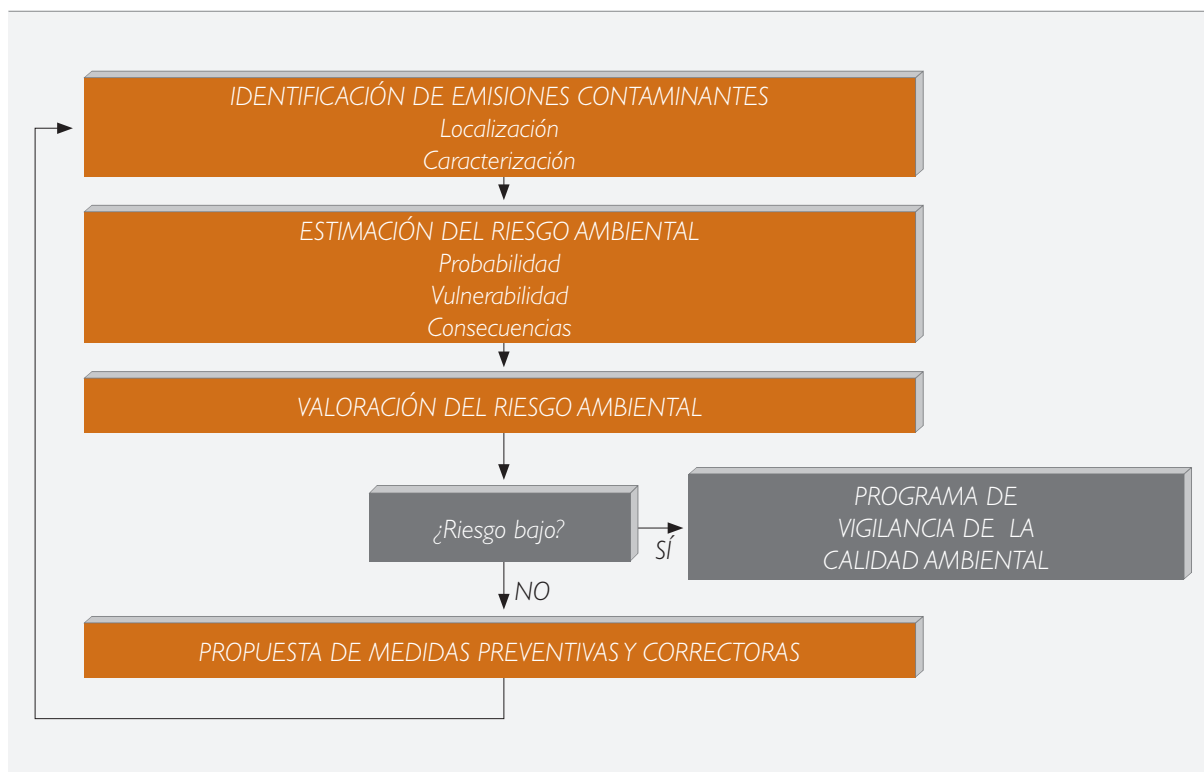 IDENTIFICACIÓN DE EMISIONES CONTAMINANTES
Localización
Caracterización
ESTIMACIÓN DEL RIESGO AMBIENTAL
Probabilidad
Vulnerabilidad
Consecuencias
VALORACIÓN DEL RIESGO AMBIENTAL
¿Riesgo bajo?
SÍ
PROGRAMA DE
VIGILANCIA DE LA
CALIDAD AMBIENTAL
NO
PROPUESTA DE MEDIDAS PREVENTIVAS Y CORRECTORAS